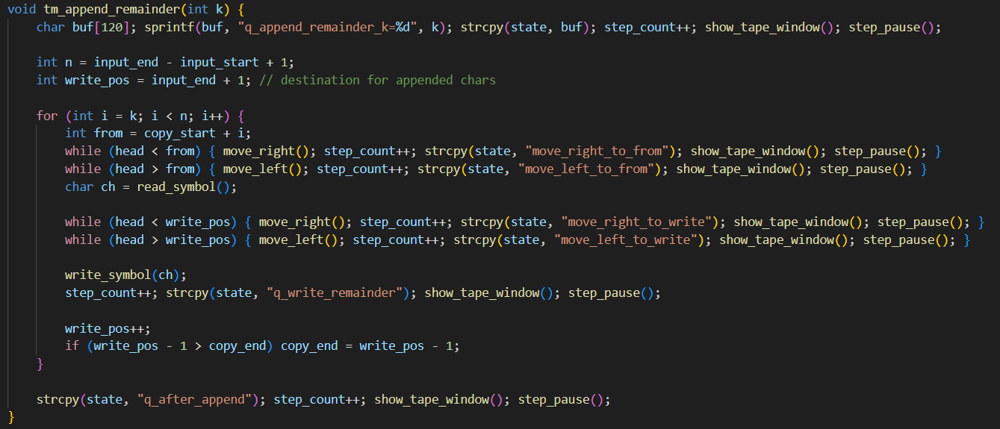 void tm_append_remainder(int k) {
    char buf[120]; sprintf(buf, "q_append_remainder_k=%d", k); strcpy(state, buf); step_count++; show_tape_window(); step_pause();

    int n = input_end - input_start + 1;
    int write_pos = input_end + 1; // destination for appended chars

    for (int i = k; i < n; i++) {
        int from = copy_start + i;
        while (head < from) { move_right(); step_count++; strcpy(state, "move_right_to_from"); show_tape_window(); step_pause(); }
        while (head > from) { move_left(); step_count++; strcpy(state, "move_left_to_from"); show_tape_window(); step_pause(); }
        char ch = read_symbol();

        while (head < write_pos) { move_right(); step_count++; strcpy(state, "move_right_to_write"); show_tape_window(); step_pause(); }
        while (head > write_pos) { move_left(); step_count++; strcpy(state, "move_left_to_write"); show_tape_window(); step_pause(); }

        write_symbol(ch);
        step_count++; strcpy(state, "q_write_remainder"); show_tape_window(); step_pause();

        write_pos++;
        if (write_pos - 1 > copy_end) copy_end = write_pos - 1;
    }

    strcpy(state, "q_after_append"); step_count++; show_tape_window(); step_pause();
}